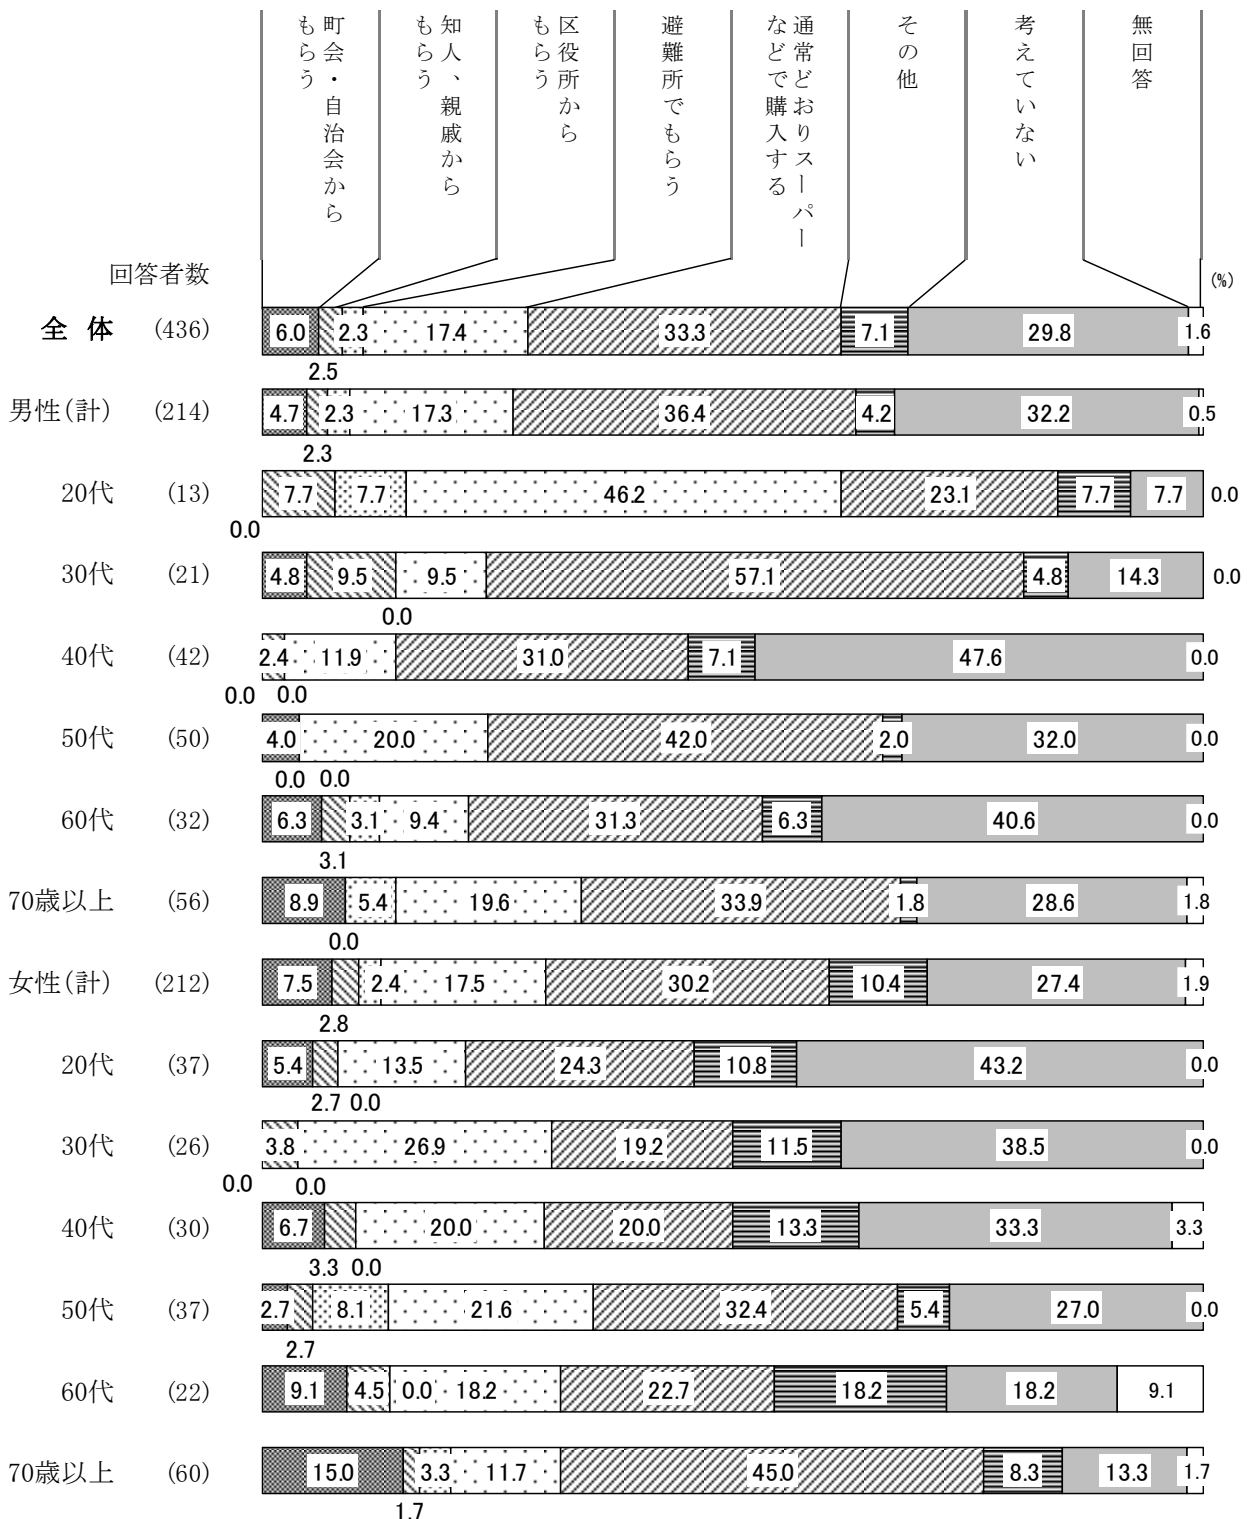 町会・自治会から
もらう
知人、親戚から
もらう
区役所から
もらう
避難所でもらう
通常どおりスーパー
などで購入する
その他
考えていない
無回答
回答者数
(%)
全 体 (436) 6.0 2.3 17.4 33.3 7.1 29.8 1.6
2.5
男性(計) (214) 4.7 2.3 17.3 36.4 4.2 32.2 0.5
2.3
20代 (13) 7.7 7.7 46.2 23.1 7.7 7.7 0.0
0.0
30代 (21) 4.8 9.5 9.5 57.1 4.8 14.3 0.0
0.0
40代 (42) 2.4 11.9 31.0 7.1 47.6 0.0
0.0 0.0
50代 (50) 4.0 20.0 42.0 2.0 32.0 0.0
0.0 0.0
60代 (32) 6.3 3.1 9.4 31.3 6.3 40.6 0.0
3.1
70歳以上 (56) 8.9 5.4 19.6 33.9 1.8 28.6 1.8
0.0
女性(計) (212) 7.5 2.4 17.5 30.2 10.4 27.4 1.9
2.8
20代 (37) 5.4 13.5 24.3 10.8 43.2 0.0
2.7 0.0
30代 (26) 3.8 26.9 19.2 11.5 38.5 0.0
0.0 0.0
40代 (30) 6.7 20.0 20.0 13.3 33.3 3.3
3.3 0.0
50代 (37) 2.7 8.1 21.6 32.4 5.4 27.0 0.0
2.7
60代 (22) 9.1 4.5 0.0 18.2 22.7 18.2 18.2 9.1
70歳以上 (60) 15.0 3.3 11.7 45.0 8.3 13.3 1.7
1.7